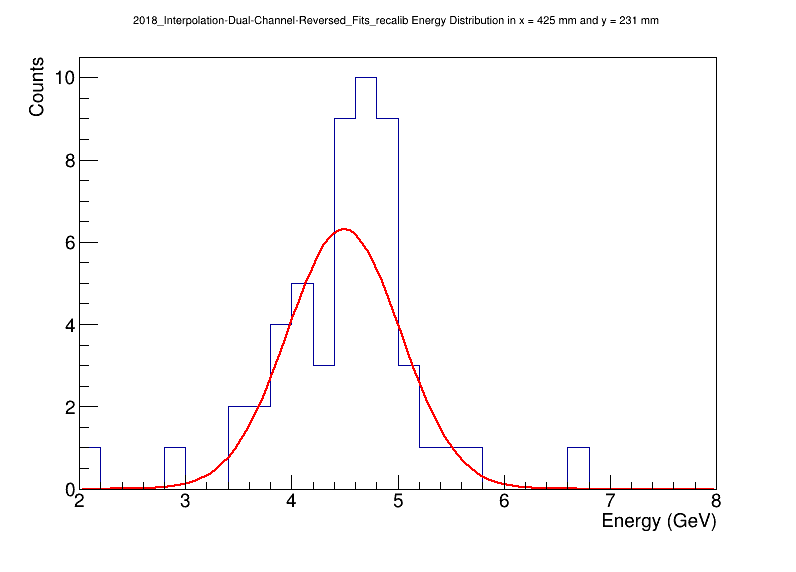 2018_Interpolation-Dual-Channel-Reversed_Fits_recalib Energy Distribution in x = 425 mm and y = 231 mm
Counts
10
8
6
4
2
0
2 3 4 5 6 7 8
Energy (GeV)